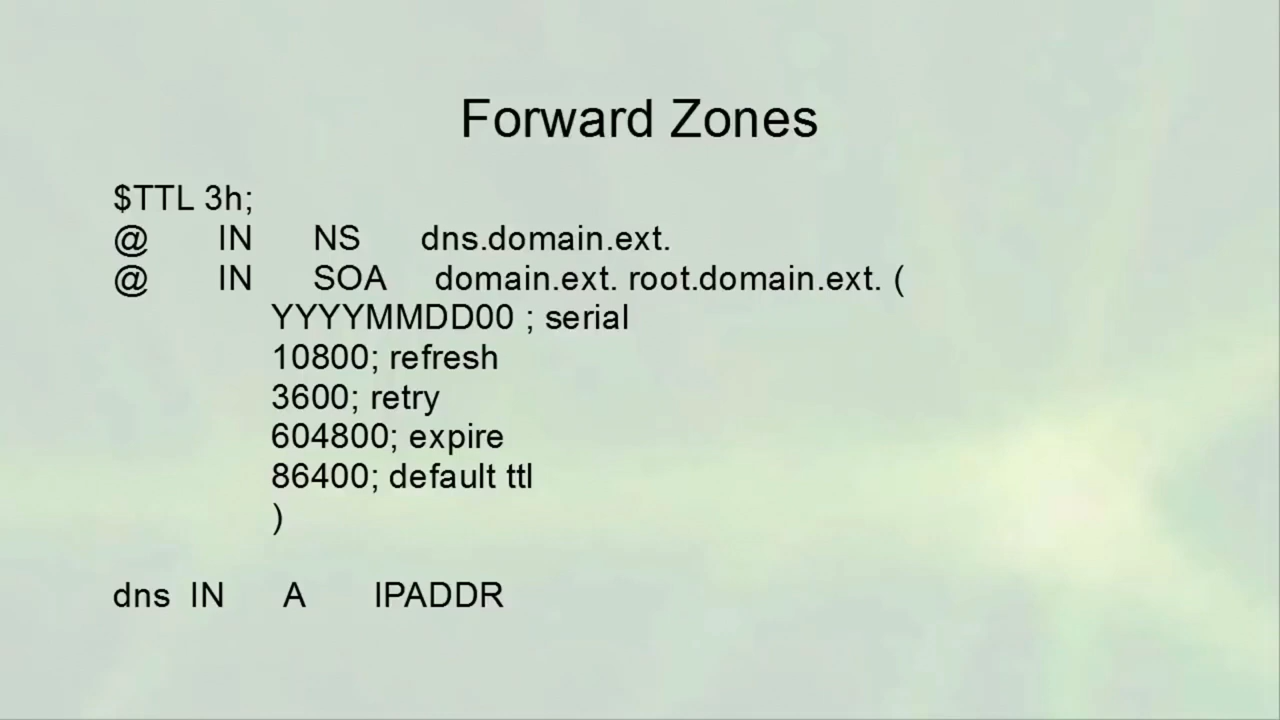 Forward Zones
$TTL 3h;
@ IN NS dns.domain.ext.
@ IN SOA domain.ext. root.domain.ext. (
YYYYMMDD00 ; serial
10800; refresh
3600; retry
604800; expire
86400; default ttl
)
dns IN A IPADDR